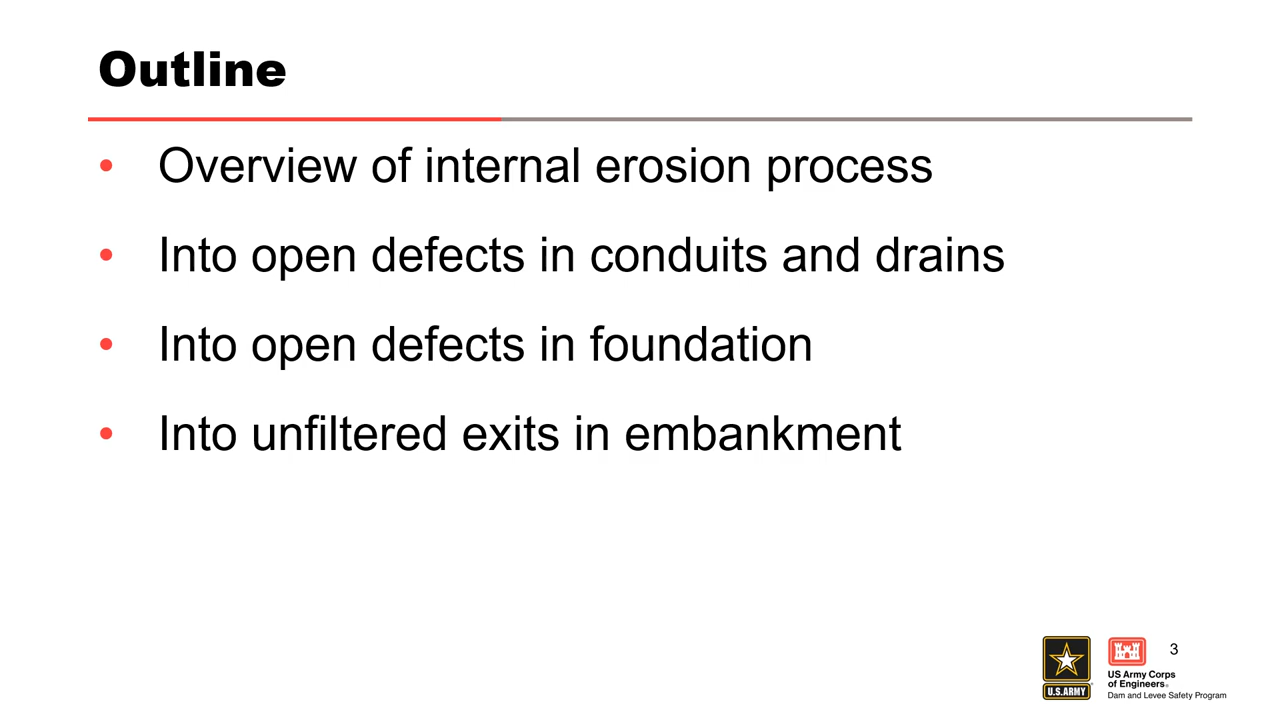 Outline
• Overview of internal erosion process
• Into open defects in conduits and drains
• Into open defects in foundation
• Into unfiltered exits in embankment
3
U.S.ARMY
US Army Corps
of Engineers®
Dam and Levee Safety Program